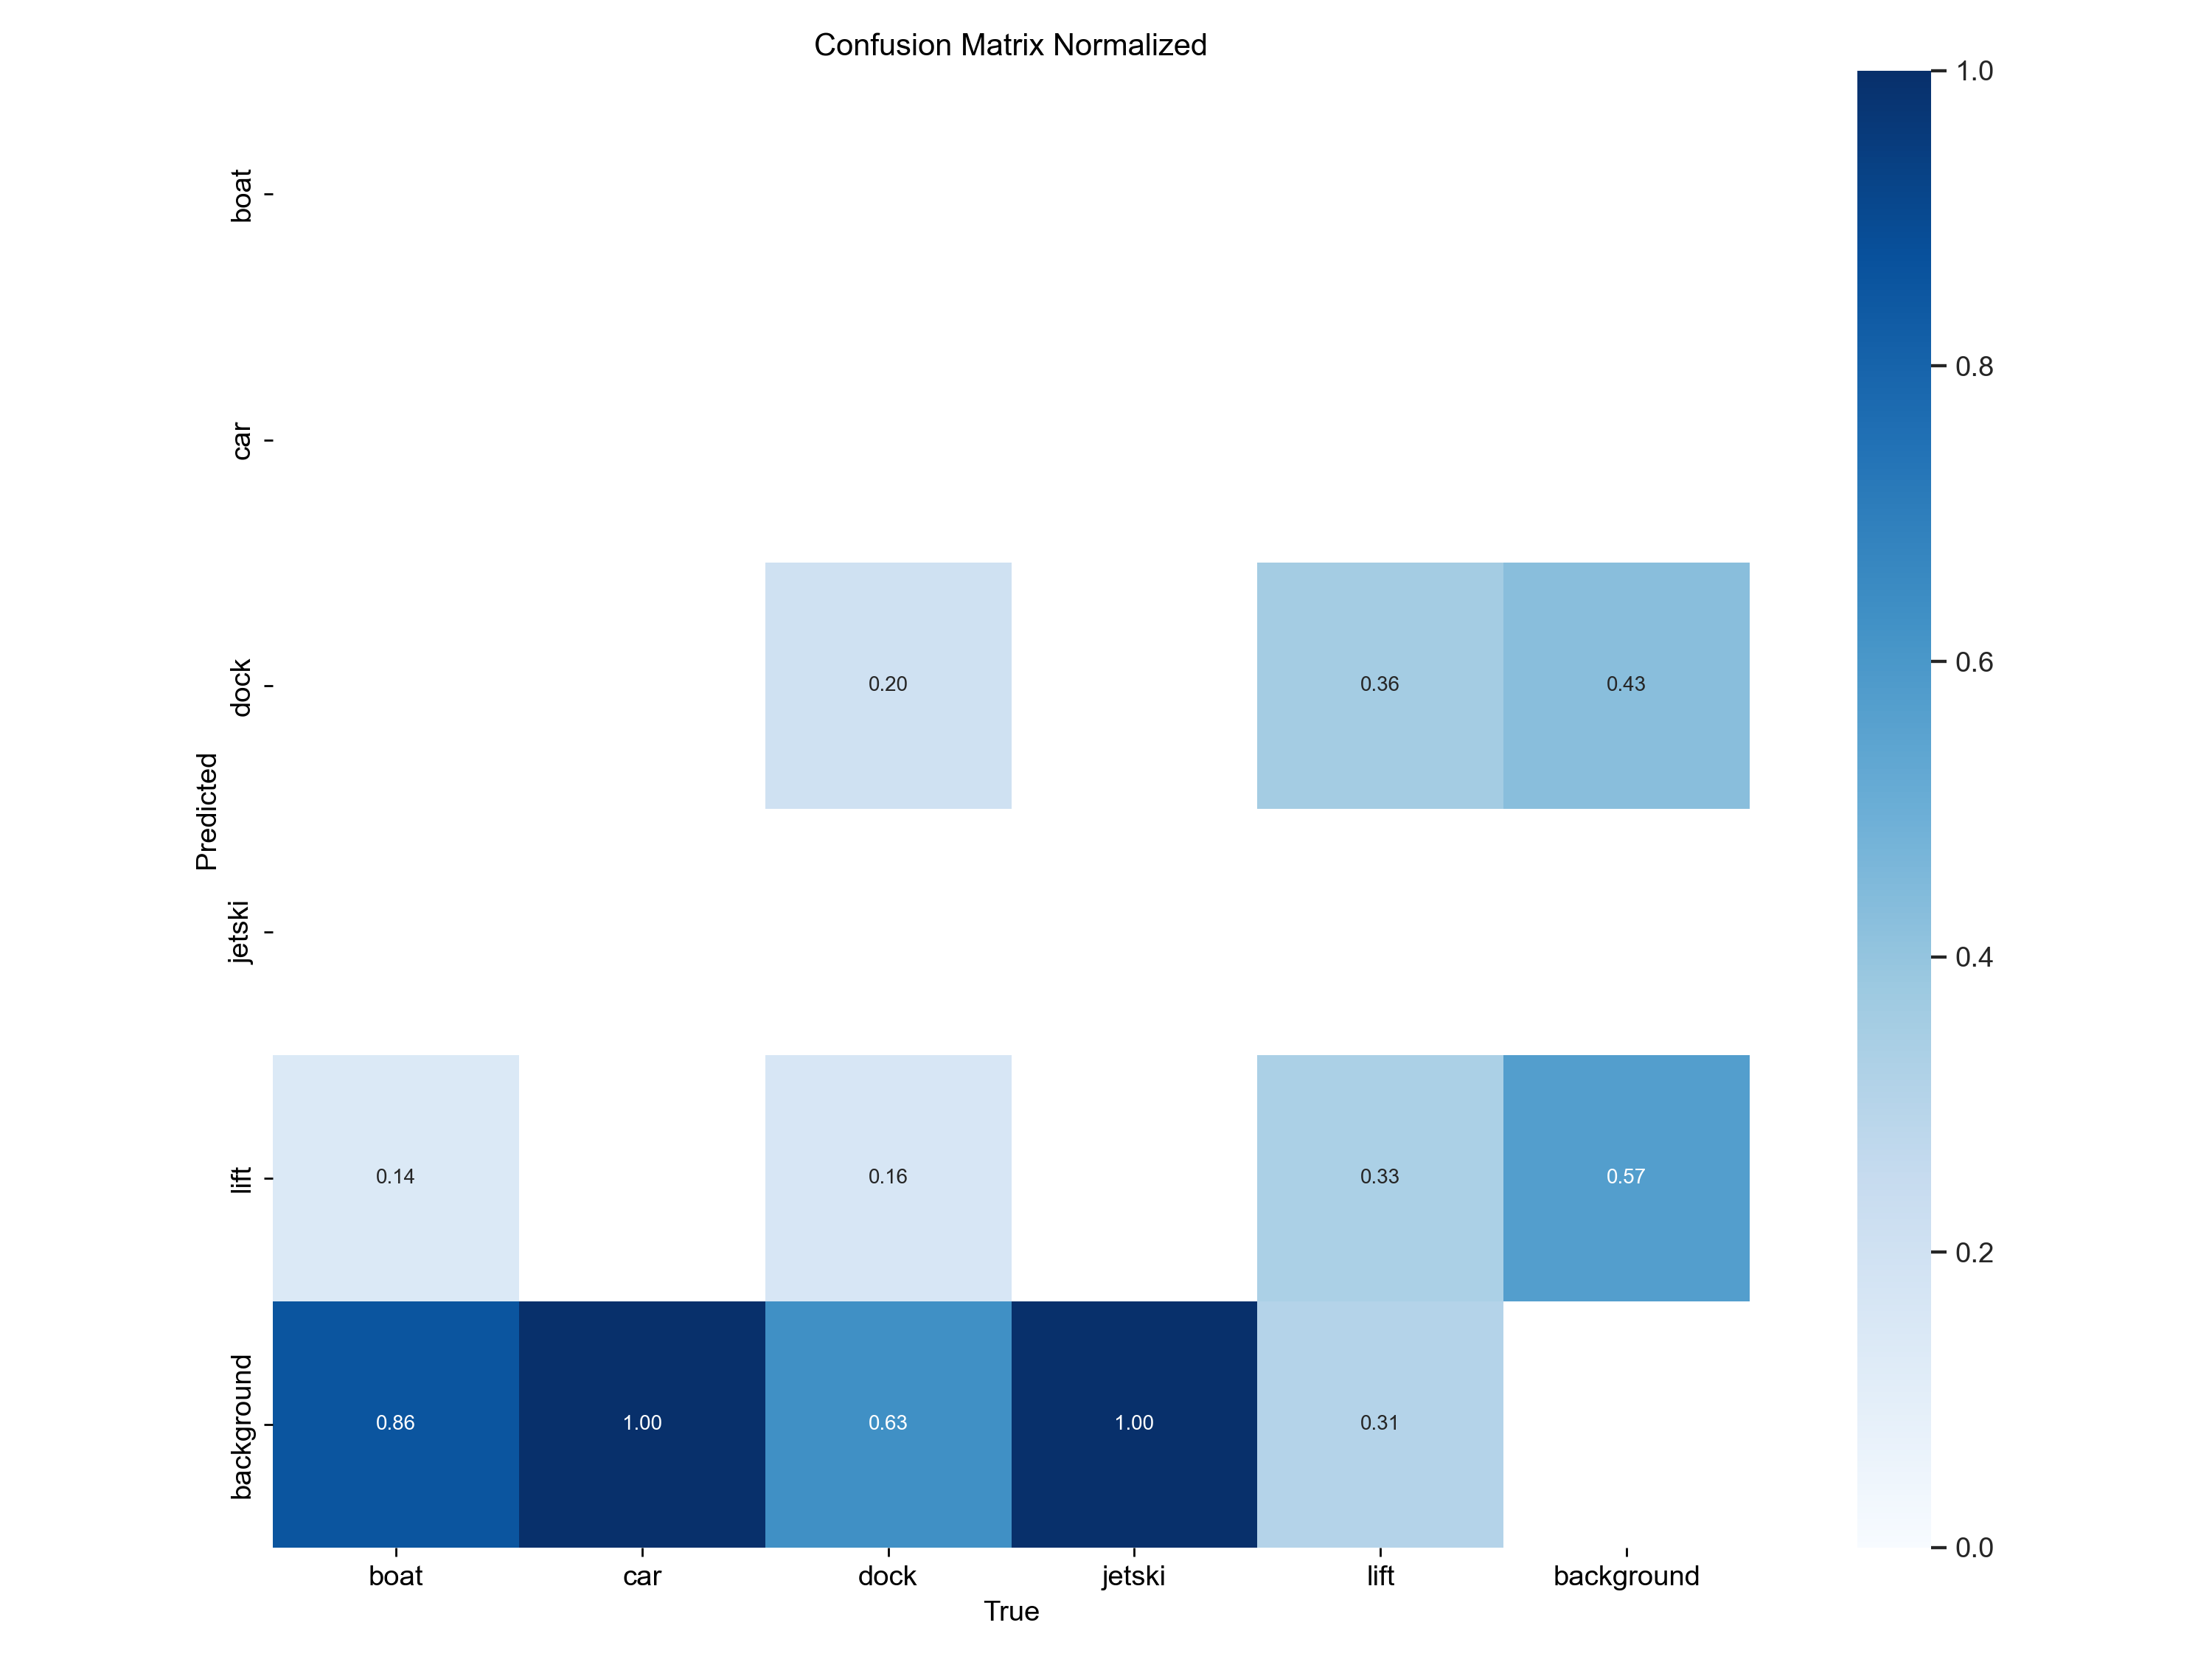 Confusion Matrix Normalized
1.0
boat
0.8
car
dock
0.20
0.36
0.43
0.6
Predicted
jetski
0.4
lift
0.14
0.16
0.33
0.57
0.2
background
0.86
1.00
0.63
1.00
0.31
0.0
boat
car
dock
jetski
lift
background
True